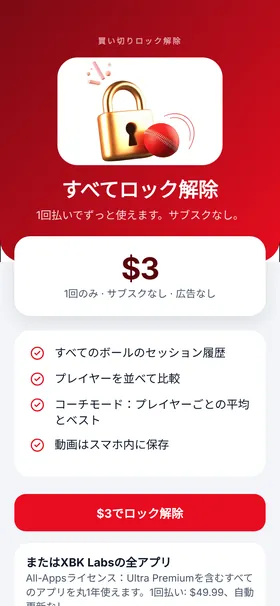 買い切りロック解除
すべてロック解除
1回払いでずっと使えます。サブスクなし。
$3
1回のみ · サブスクなし · 広告なし
すべてのボールのセッション履歴
プレイヤーを並べて比較
コーチモード：プレイヤーごとの平均
とベスト
動画はスマホ内に保存
$3でロック解除
またはXBK Labsの全アプリ
All-Appsライセンス：Ultra Premiumを含むすべて
のアプリを丸1年使えます。1回払い: $49.99、自動
更新なし